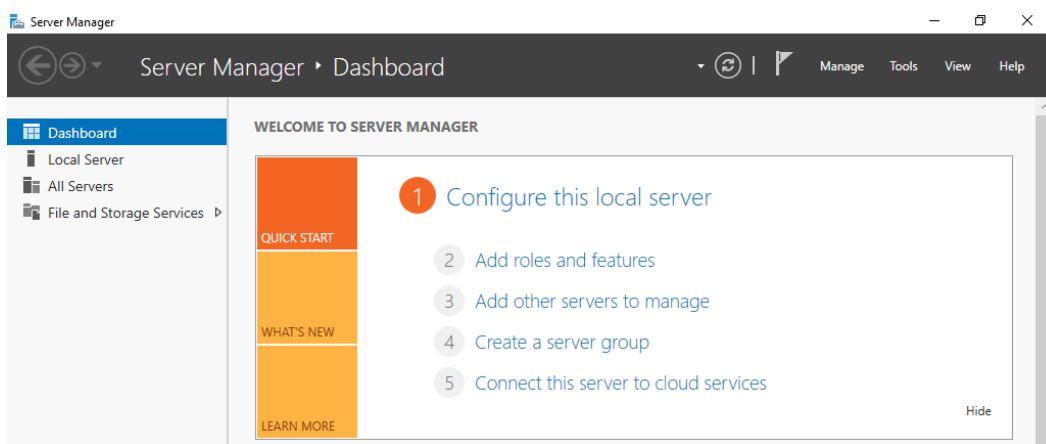 Server Manager
Server Manager ‣ Dashboard
Manage Tools View Help
Dashboard
Local Server
All Servers
File and Storage Services
WELCOME TO SERVER MANAGER
QUICK START
WHAT'S NEW
LEARN MORE
1 Configure this local server
2 Add roles and features
3 Add other servers to manage
4 Create a server group
5 Connect this server to cloud services
Hide